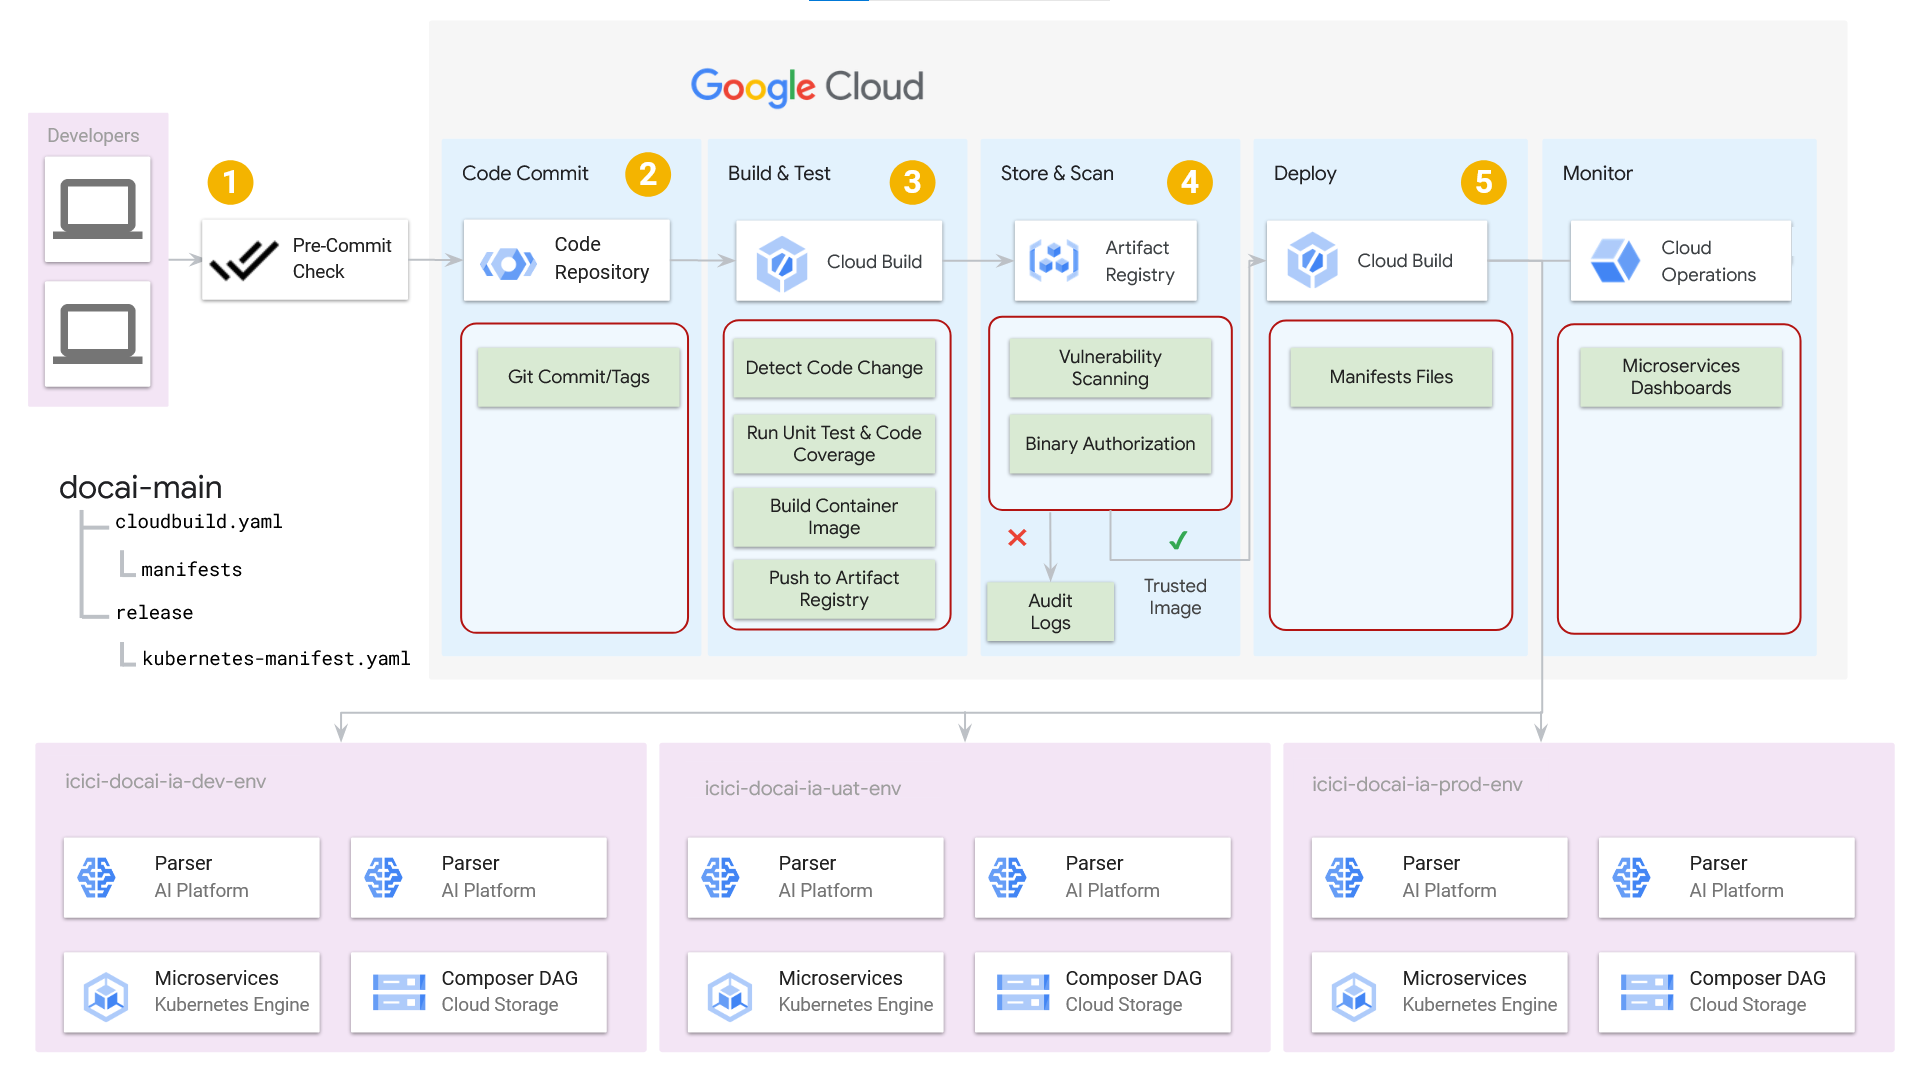 Google Cloud
Developers
1
Pre-Commit
Check
Code Commit
2
Code
Repository
Git Commit/Tags
Build & Test
3
Cloud Build
Detect Code Change
Run Unit Test & Code
Coverage
Build Container
Image
Push to Artifact
Registry
Store & Scan
4
Artifact
Registry
Vulnerability
Scanning
Binary Authorization
Audit
Logs
Trusted
Image
Deploy
5
Cloud Build
Manifests Files
Monitor
Cloud
Operations
Microservices
Dashboards
docai-main
cloudbuild.yaml
manifests
release
kubernetes-manifest.yaml
icici-docai-ia-dev-env
Parser
AI Platform
Parser
AI Platform
Microservices
Kubernetes Engine
Composer DAG
Cloud Storage
icici-docai-ia-uat-env
Parser
AI Platform
Parser
AI Platform
Microservices
Kubernetes Engine
Composer DAG
Cloud Storage
icici-docai-ia-prod-env
Parser
AI Platform
Parser
AI Platform
Microservices
Kubernetes Engine
Composer DAG
Cloud Storage